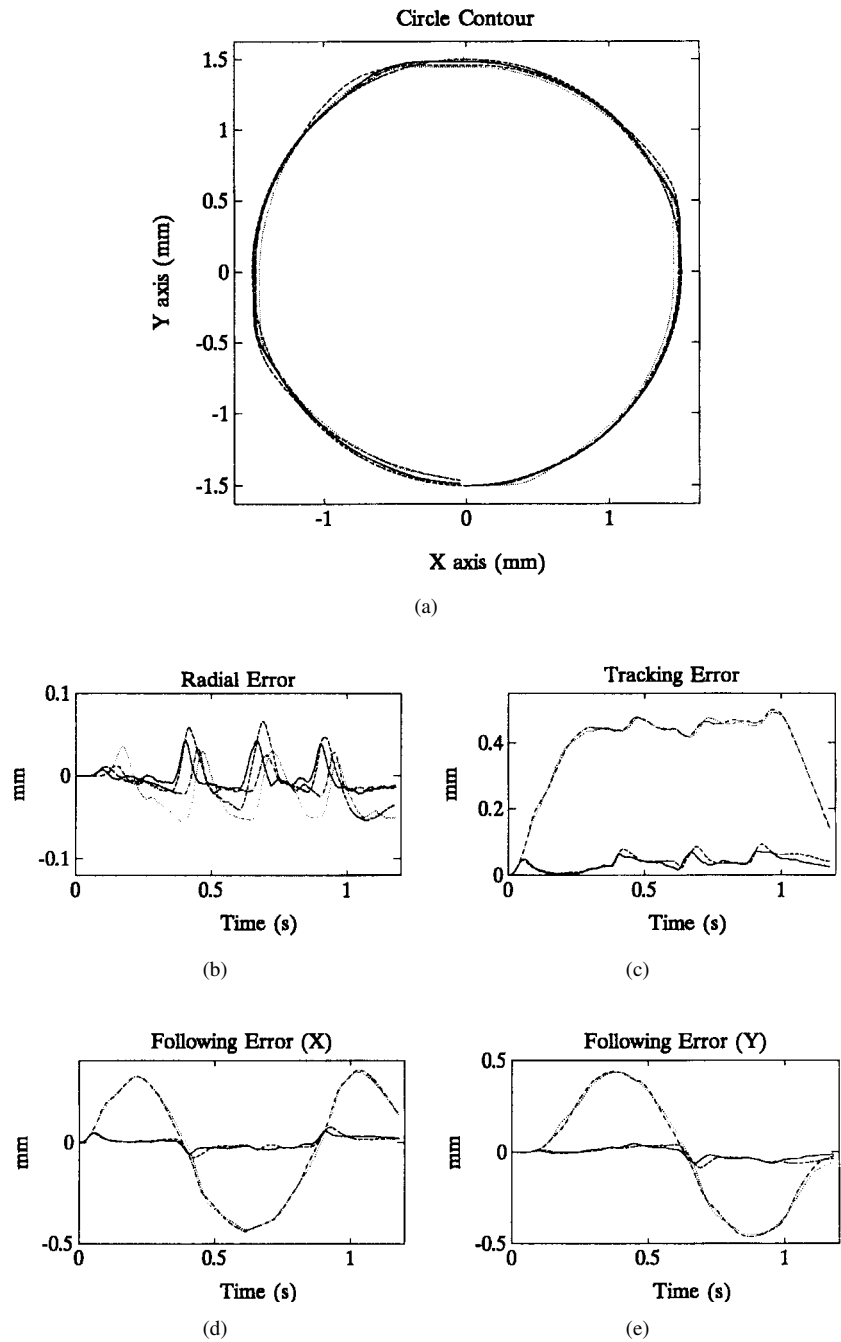 Circle Contour
1.5
1
0.5
0
-0.5
-1
-1.5
Y axis (mm)
-1 0 1
X axis (mm)
(a)
Radial Error
0.1
0
-0.1
mm
0 0.5 1
Time (s)
(b)
Tracking Error
0.4
0.2
0
mm
0 0.5 1
Time (s)
(c)
Following Error (X)
0
-0.5
mm
0 0.5 1
Time (s)
(d)
Following Error (Y)
0.5
0
-0.5
mm
0 0.5 1
Time (s)
(e)